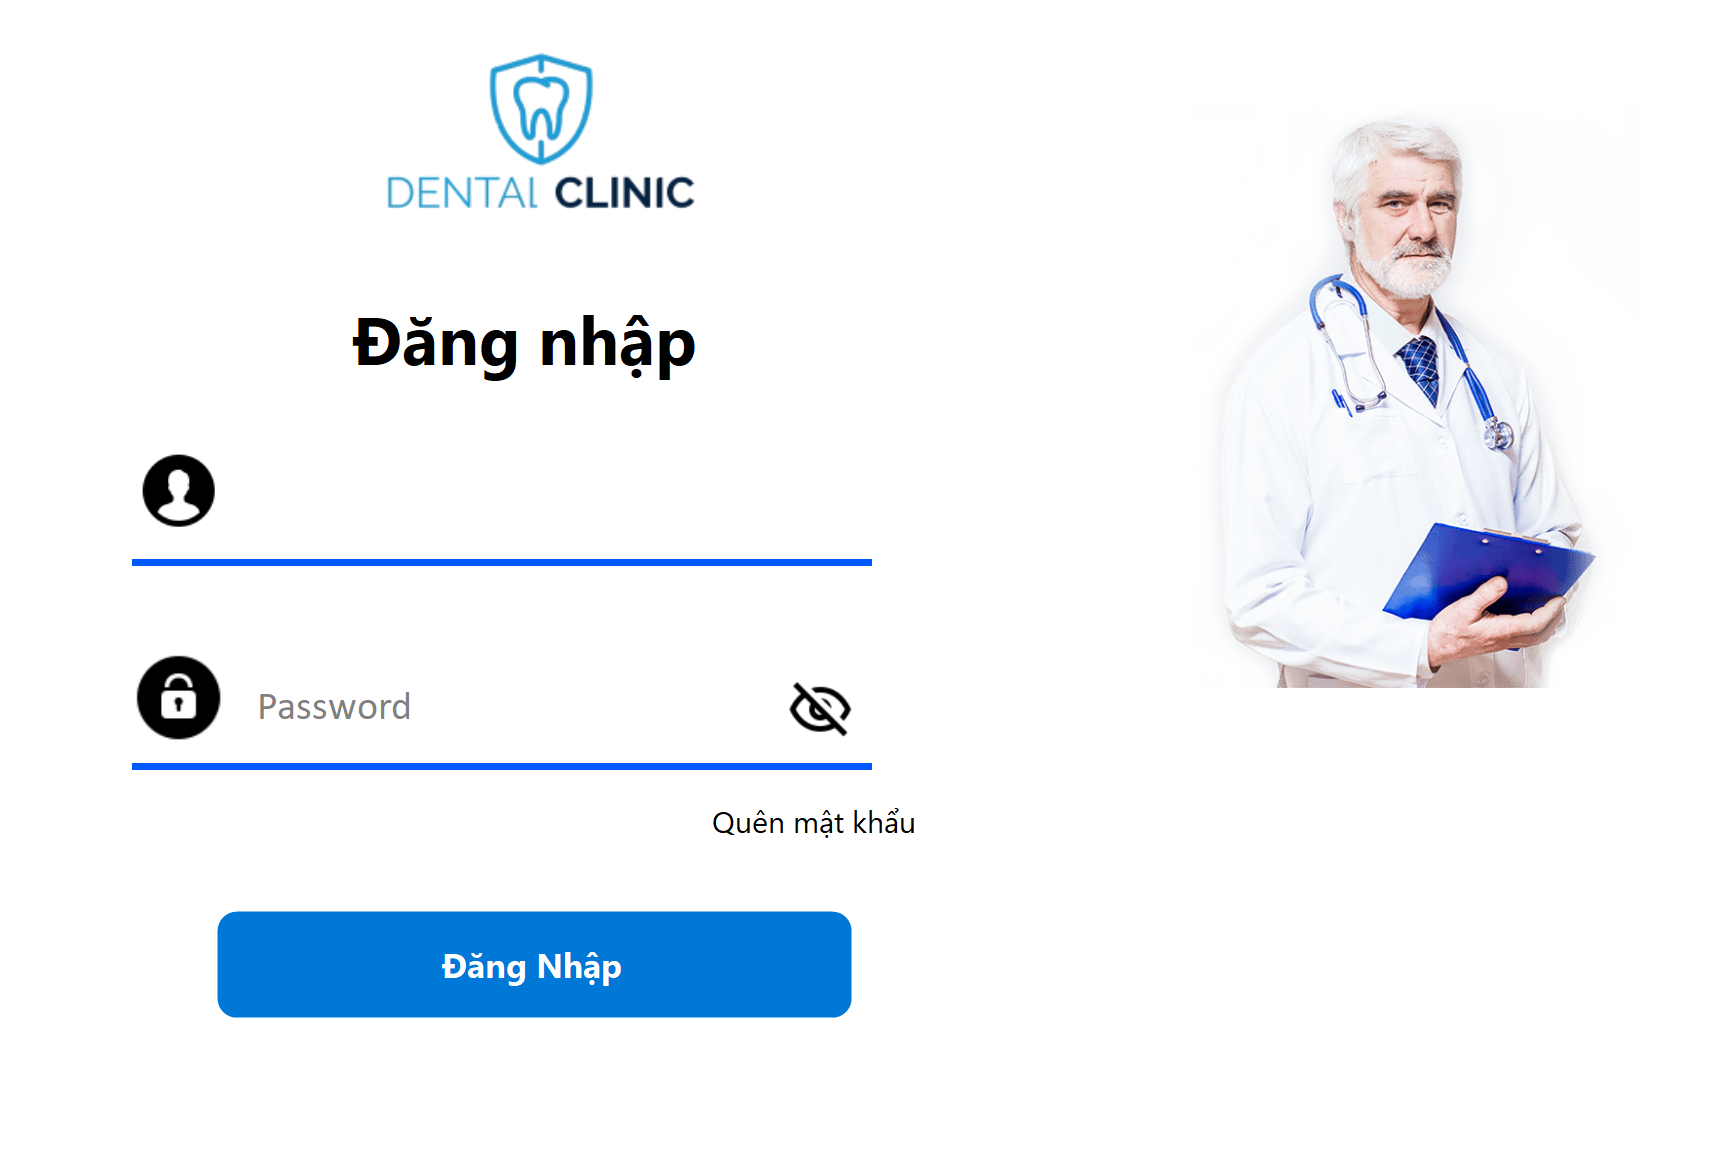 DENTAL CLINIC
Đăng nhập
Password
Quên mật khẩu
Đăng Nhập